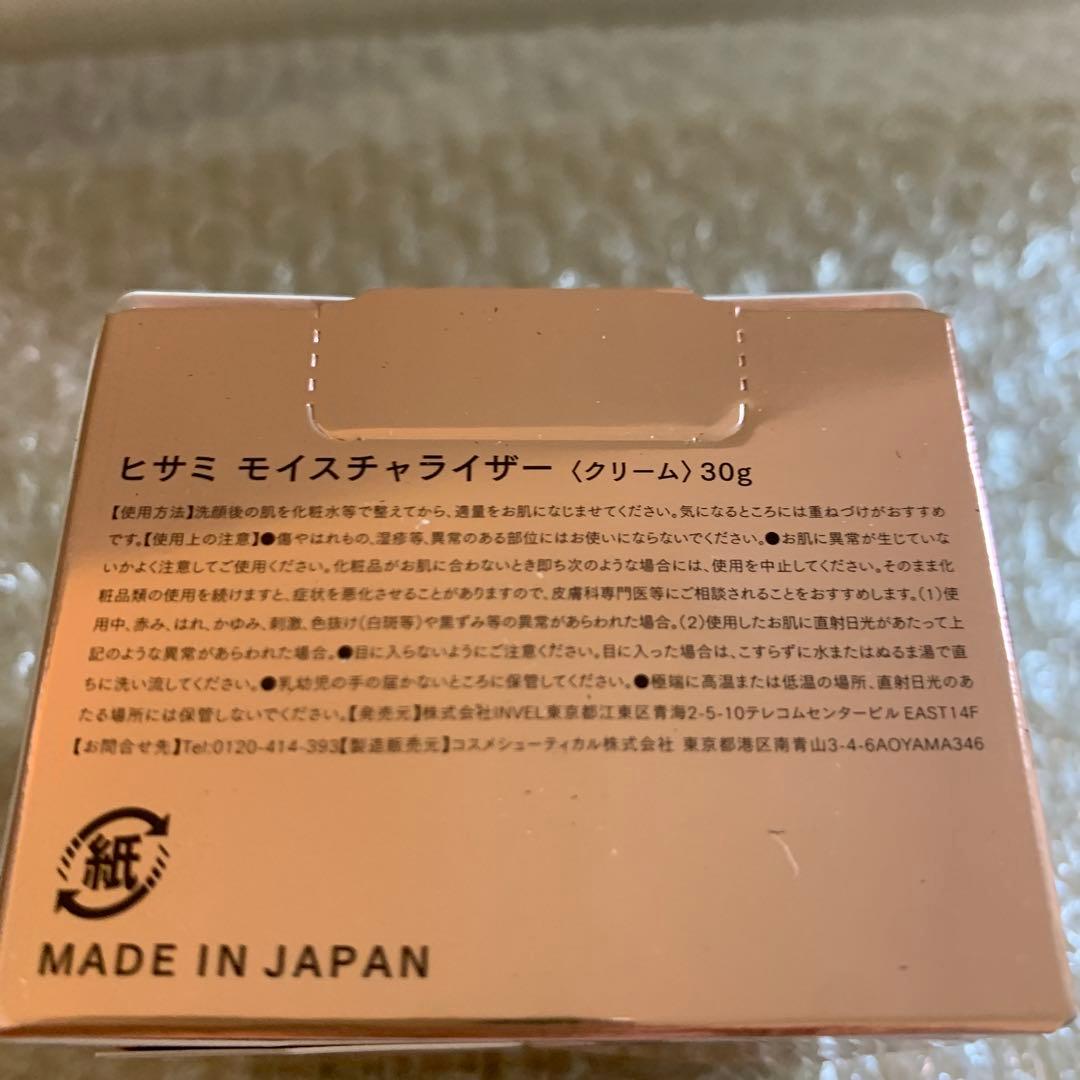 ヒサミ モイスチャライザー〈クリーム〉30g
【使用方法】洗顔後の肌を化粧水等で整えてから、適量をお肌になじませてください。気になるところには重ねづけがおすすめ
です。【使用上の注意】●傷やはれもの、湿疹等、異常のある部位にはお使いにならないでください。●お肌に異常が生じていな
いかよく注意してご使用ください。化粧品がお肌に合わないとき即ち次のような場合には、使用を中止してください。そのまま化
粧品類の使用を続けますと、症状を悪化させることがありますので、皮膚科専門医等にご相談されることをおすすめします。(1)使
用中、赤み、はれ、かゆみ、刺激、色抜け(白斑等)や黒ずみ等の異常があらわれた場合。(2)使用したお肌に直射日光があたって上
記のような異常があらわれた場合。●目に入らないようにご注意ください。目に入った場合は、こすらずに水またはぬるま湯で直
ちに洗い流してください。●乳幼児の手の届かないところに保管してください。●極端に高温または低温の場所、直射日光のあ
たる場所には保管しないでください。【発売元】株式会社INVEL東京都江東区青海2-5-10テレコムセンタービル EAST14F
【お問合せ先】Tel:0120-414-393【製造販売元】コスメシューティカル株式会社 東京都港区南青山3-4-6AOYAMA346
紙
MADE IN JAPAN